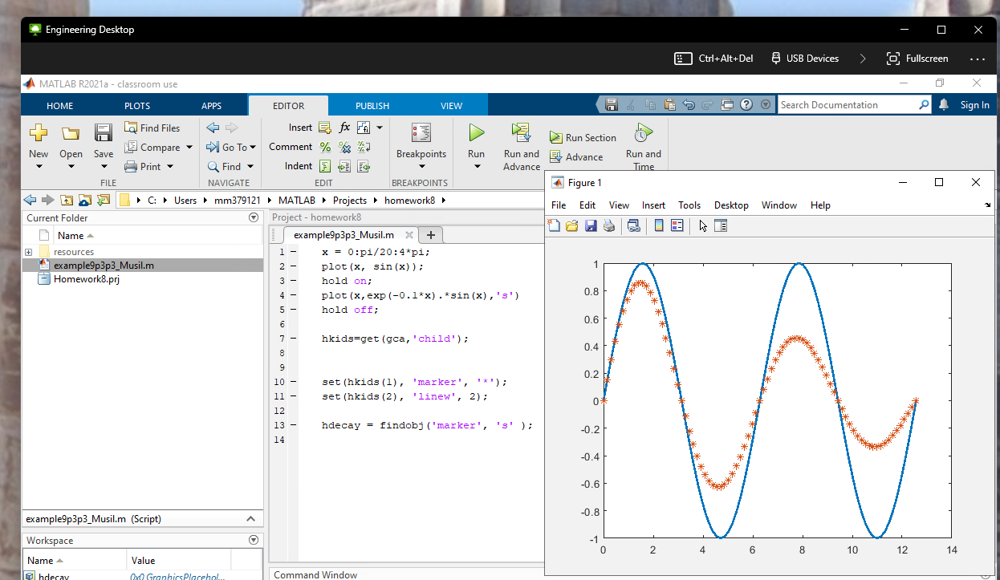 Engineering Desktop
Ctrl+Alt+Del USB Devices Fullscreen
MATLAB R2021a - classroom use
HOME PLOTS APPS EDITOR PUBLISH VIEW
Search Documentation Sign In
New Open Save
Find Files
Compare
Print
FILE
Go To
Find
NAVIGATE
Insert fx
Comment
Indent
EDIT
Breakpoints
BREAKPOINTS
Run
Run and
Advance
Run Section
Advance
Run and
Time
C: Users mm379121 MATLAB Projects homework8
Current Folder
Name
resources
example9p3p3_Musil.m
Homework8.prj
example9p3p3_Musil.m (Script)
Workspace
Name Value
hdecay 0x0 GraphicsPlacehol...
Project - homework8
example9p3p3_Musil.m
1 x = 0:pi/20:4*pi;
2 plot(x, sin(x));
3 hold on;
4 plot(x,exp(-0.1*x).*sin(x),'s')
5 hold off;
6
7 hkids=get(gca,'child');
8
9
10 set(hkids(1), 'marker', '*');
11 set(hkids(2), 'linew', 2);
12
13 hdecay = findobj('marker', 's' );
14
Command Window
Figure 1
File Edit View Insert Tools Desktop Window Help
1
0.8
0.6
0.4
0.2
0
-0.2
-0.4
-0.6
-0.8
-1
0 2 4 6 8 10 12 14